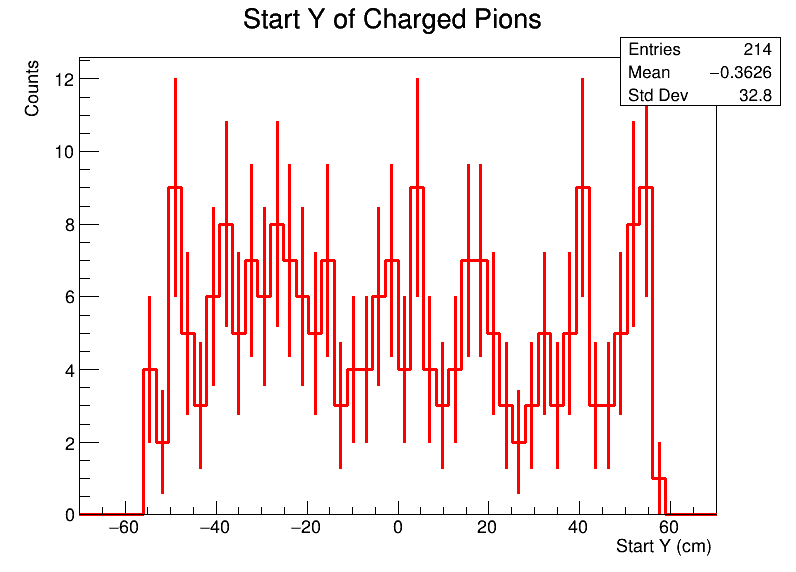 Start Y of Charged Pions
Entries 214
Mean −0.3626
Std Dev 32.8
Counts
12
10
8
6
4
2
0
−60 −40 −20 0 20 40 60
Start Y (cm)